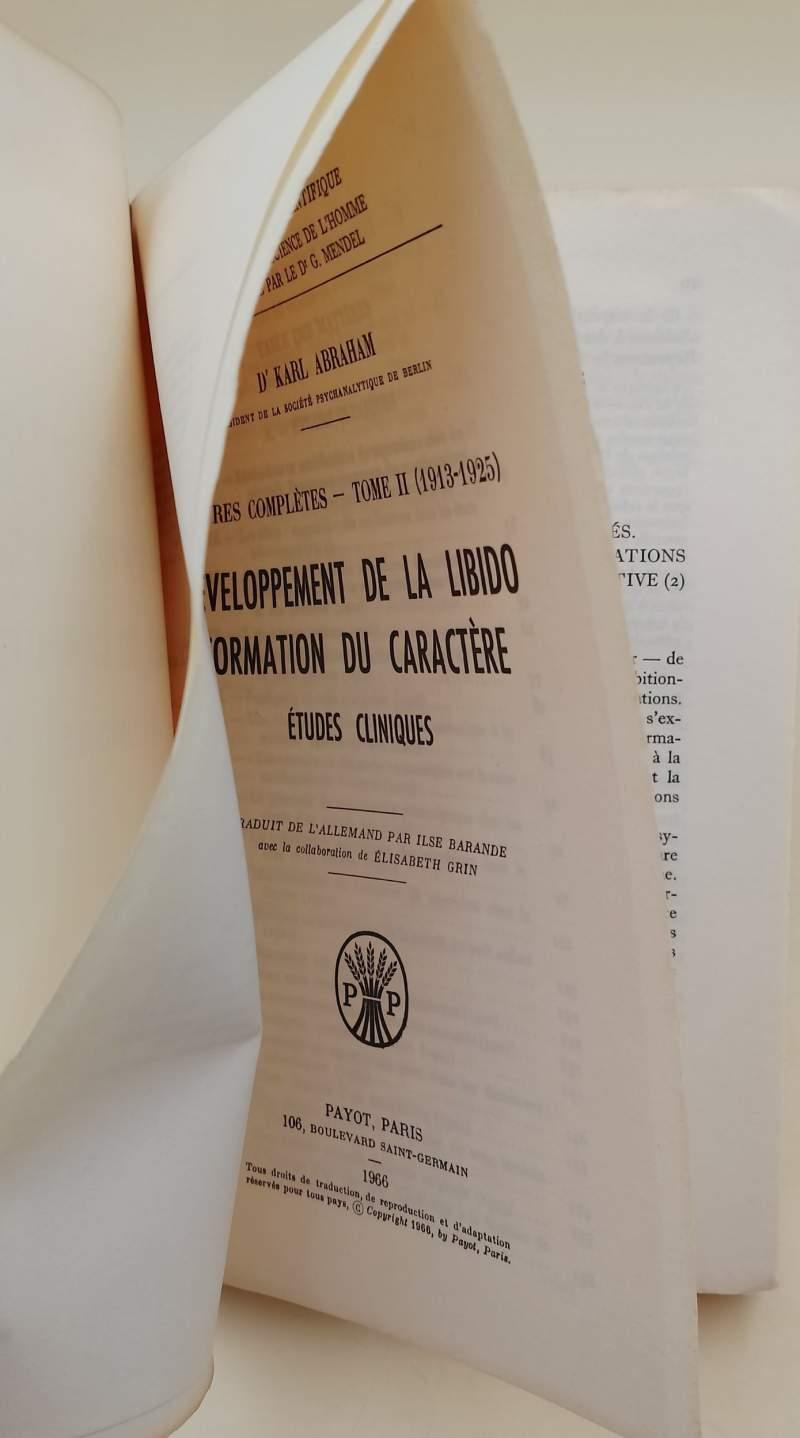 SCIENCE DE L'HOMME
PAR LE Dr G. MENDEL
Dr KARL ABRAHAM
DE LA SOCIÉTÉ PSYCHANALYTIQUE DE BERLIN
RES COMPLÈTES – TOME II (1913-1925)
VELOPPEMENT DE LA LIBIDO
FORMATION DU CARACTÈRE
ÉTUDES CLINIQUES
RADUIT DE L'ALLEMAND PAR ILSE BARANDE
avec la collaboration de ÉLISABETH GRIN
P P
PAYOT, PARIS
106, BOULEVARD SAINT-GERMAIN
1966
Tous droits de traduction, de reproduction et d'adaptation
réservés pour tous pays, © Copyright 1966, by Payot, Paris.
ÉS.
ATIONS
TIVE (2)
r — de
bition-
tions.
s'ex-
rma-
à la
t la
ons
sy-
re
e.
r-
e
s
s